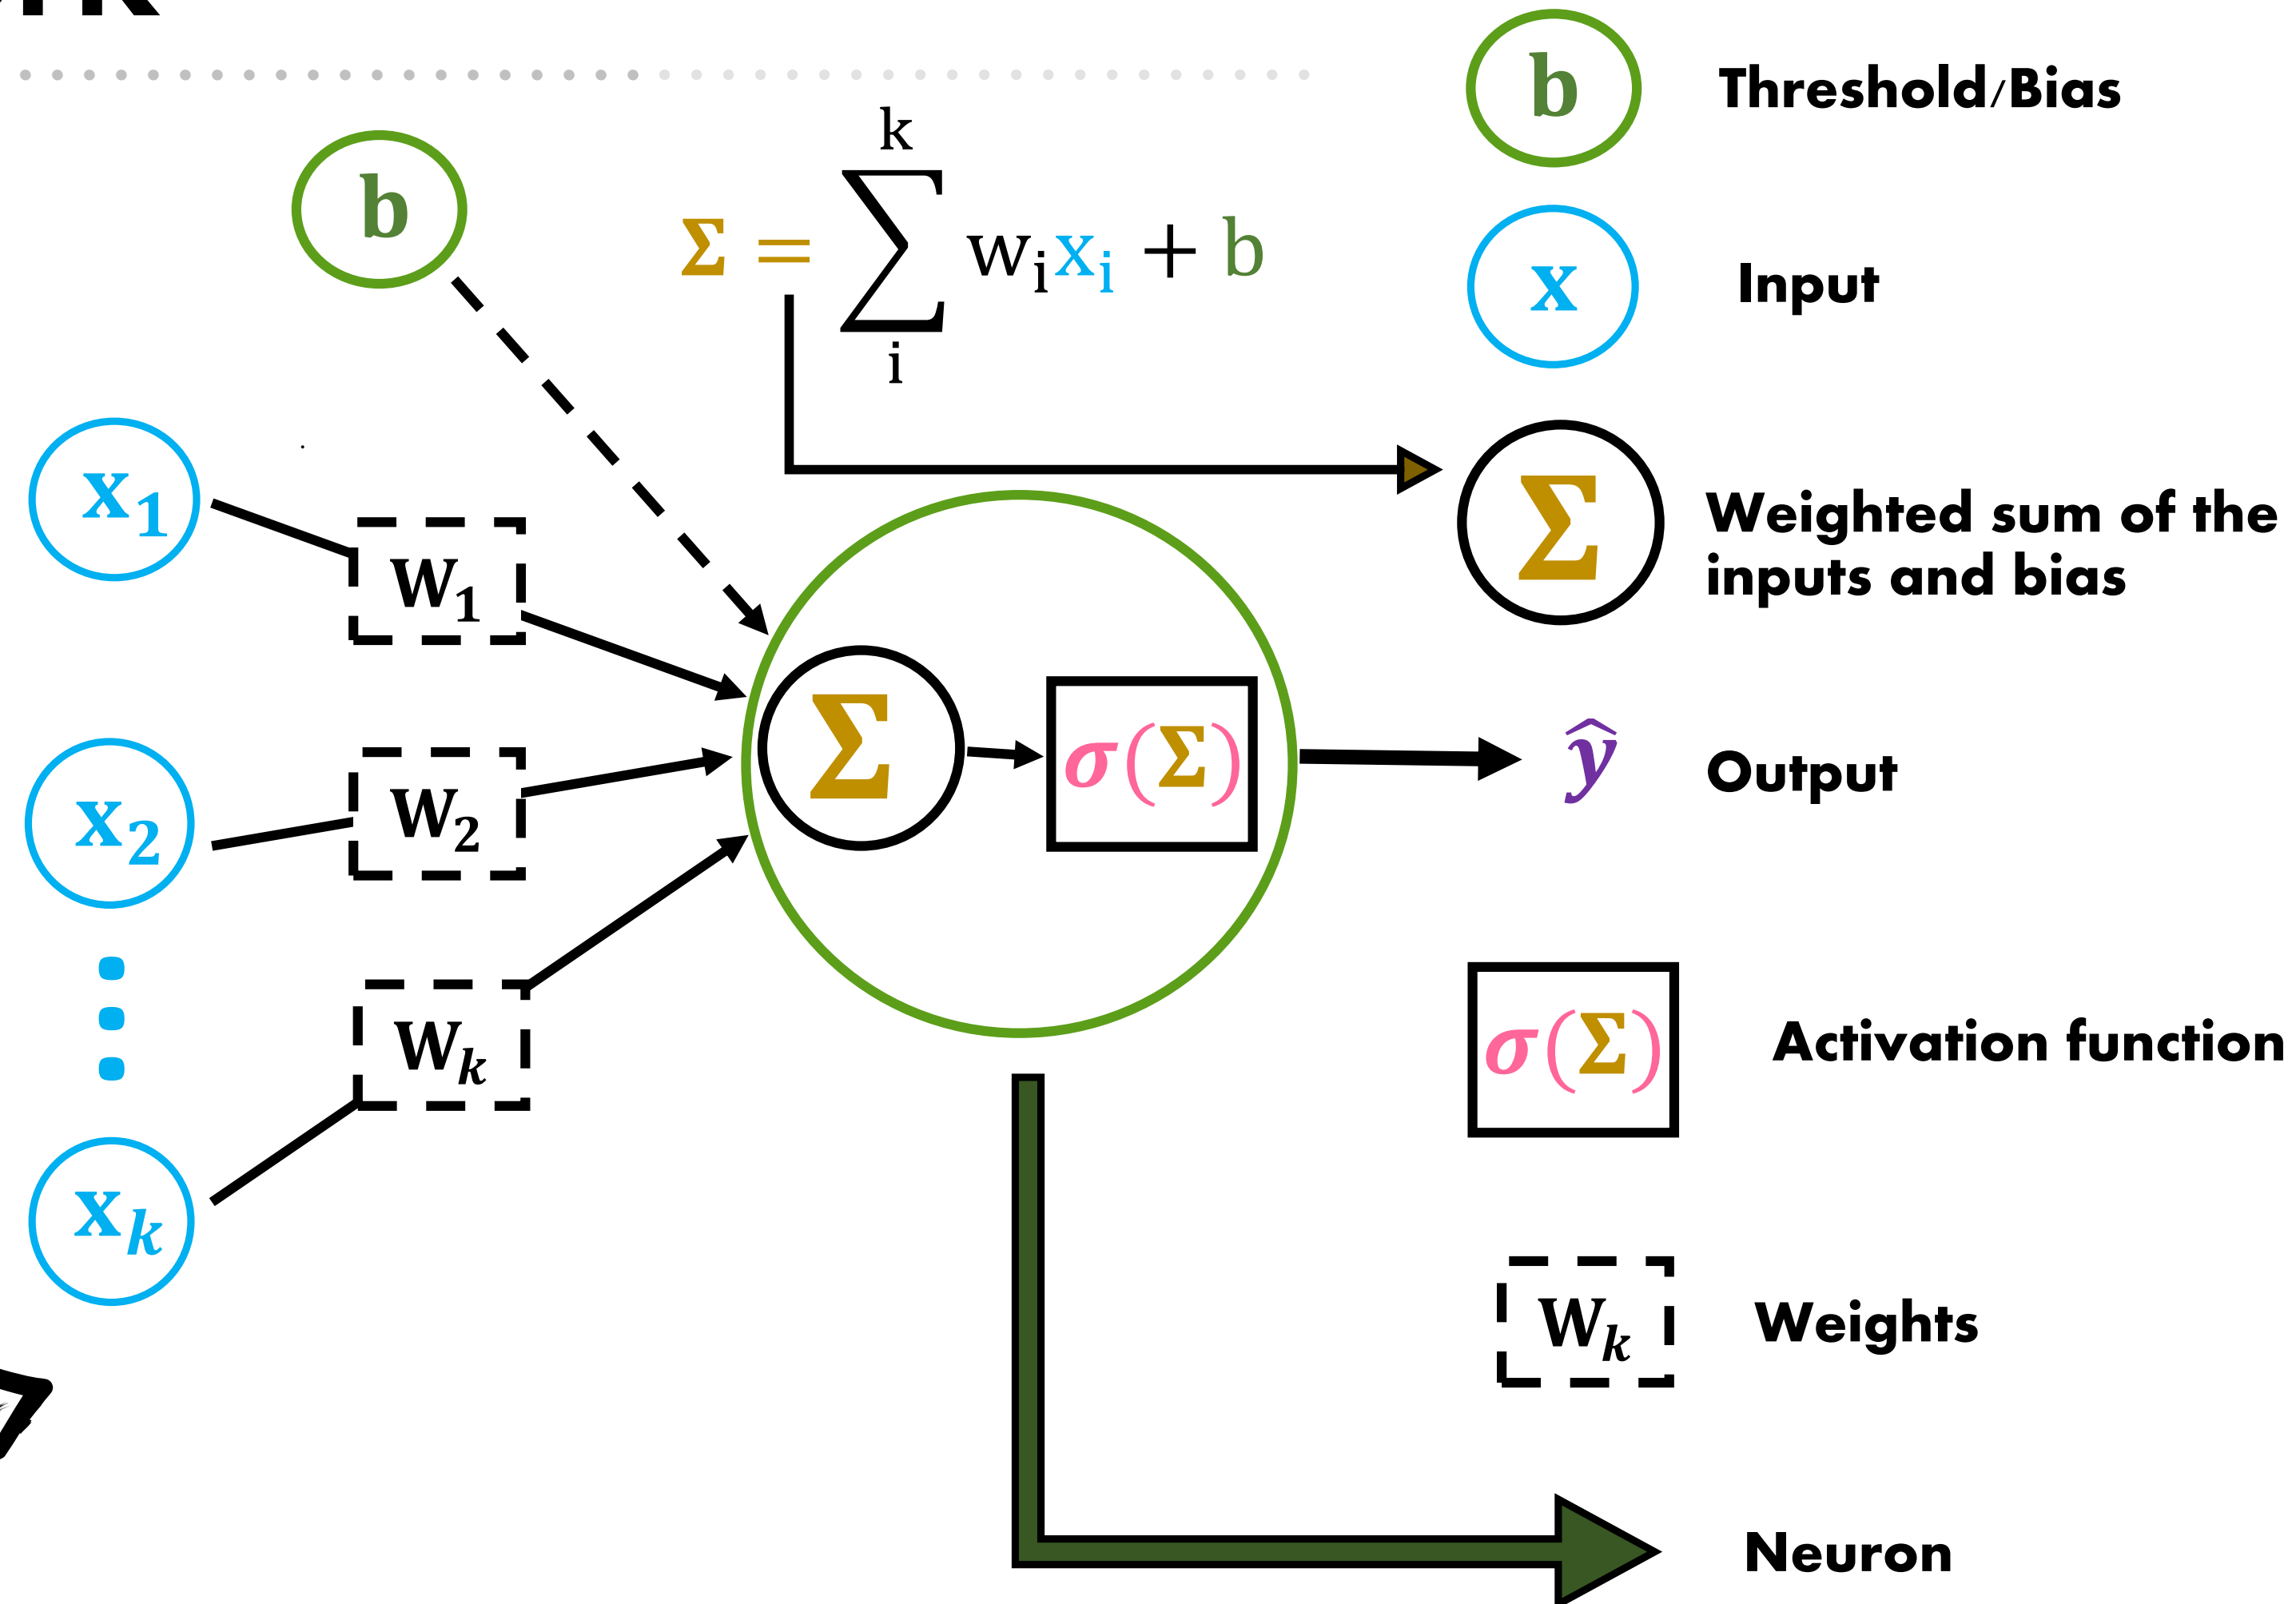 b
Threshold/Bias
Σ = ∑ᵢᵏ wᵢxᵢ + b
x
Input
Σ
Weighted sum of the
inputs and bias
x₁
w₁
Σ
σ(Σ)
ŷ
Output
x₂
w₂
σ(Σ)
Activation function
wₖ
xₖ
wₖ
Weights
Neuron
b